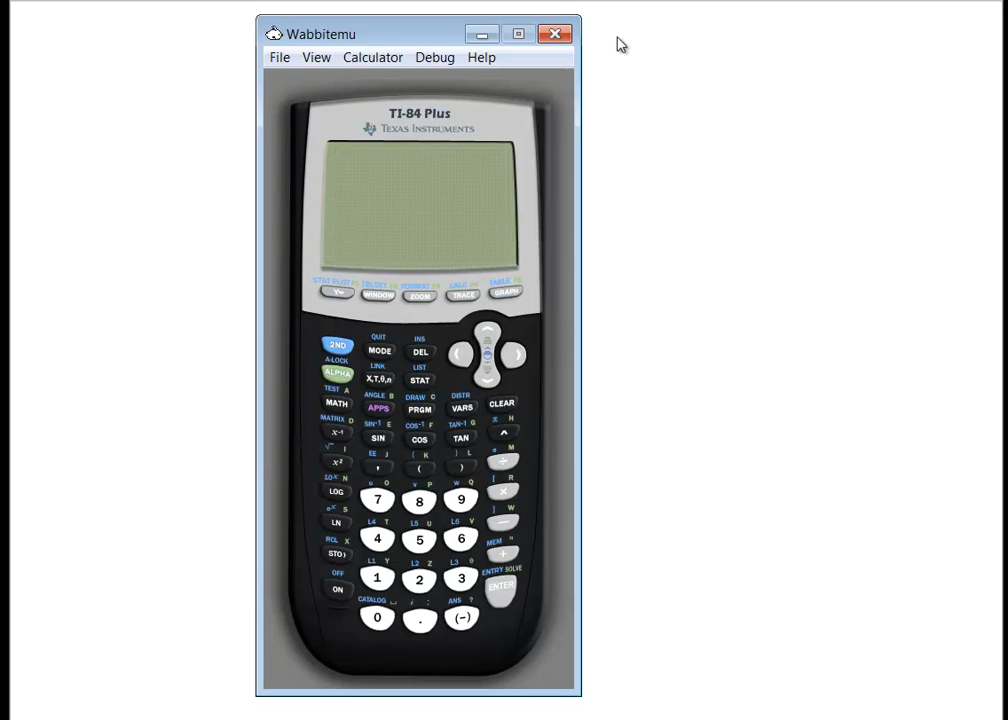 Wabbitemu
File View Calculator Debug Help
TI-84 Plus
TEXAS INSTRUMENTS
STAT PLOT F1 TBLSET F2 FORMAT F3 CALC F4 TABLE F5
Y= WINDOW ZOOM TRACE GRAPH
QUIT INS
2ND MODE DEL
A-LOCK LINK LIST
ALPHA X,T,θ,n STAT
TEST A ANGLE B DRAW C DISTR
MATH APPS PRGM VARS CLEAR
MATRIX D SIN-1 E COS-1 F TAN-1 G π H
x-1 SIN COS TAN ^
√ I EE J { K } L e M
x2 , ( ) ÷
10x N u O v P w Q [ R
LOG 7 8 9 ×
ex S L4 T L5 U L6 V ] W
LN 4 5 6 —
RCL X L1 Y L2 Z L3 θ MEM "
STO› 1 2 3 +
OFF CATALOG ⎵ i : ANS ? ENTRY SOLVE
ON 0 . (-) ENTER